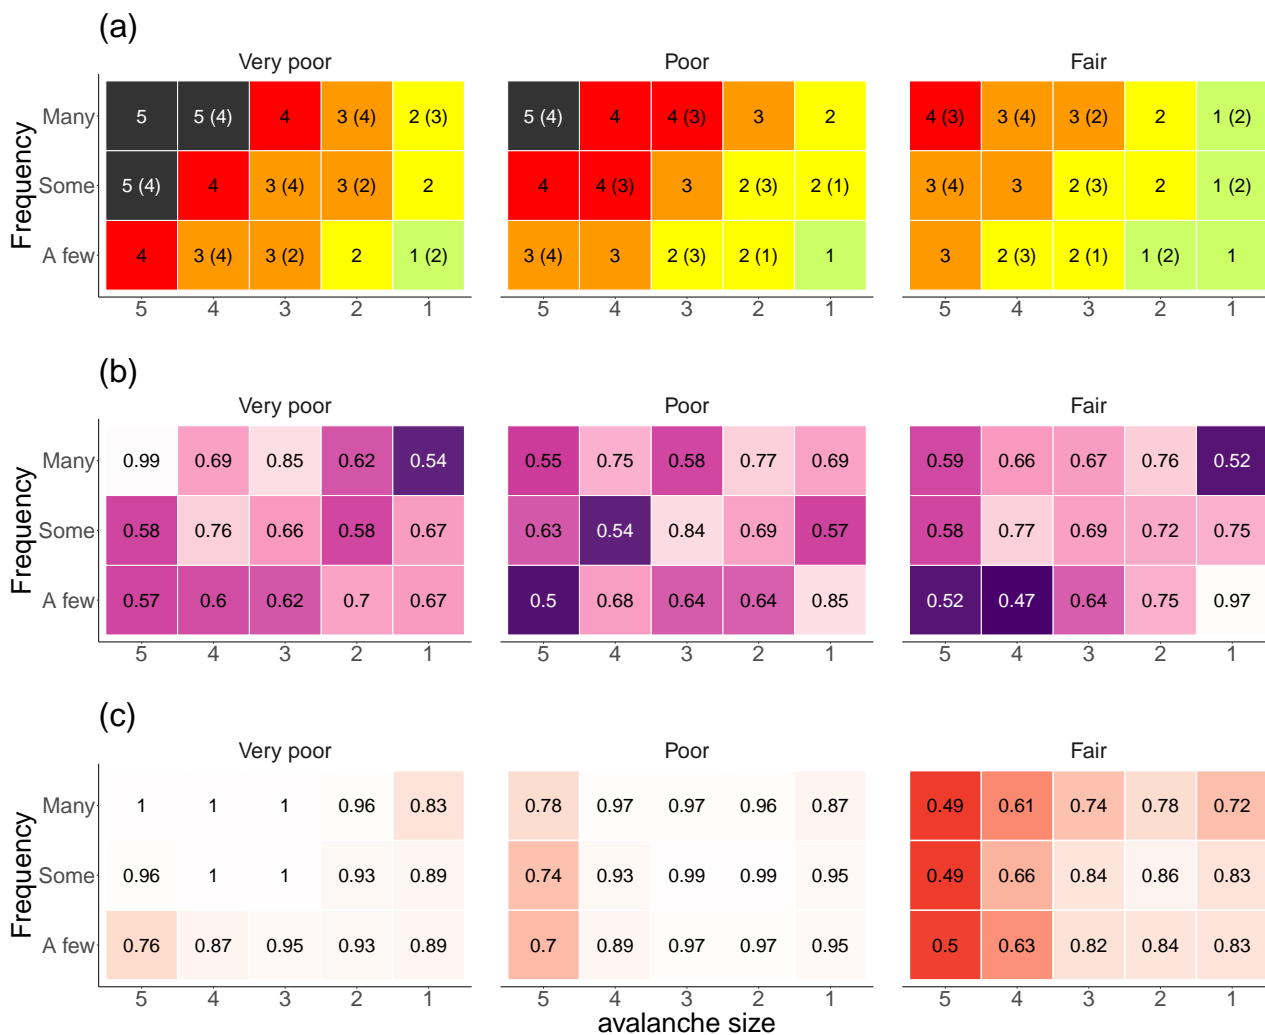 (a)
Very poor Poor Fair
Frequency
Many 5 5 (4) 4 3 (4) 2 (3) 5 (4) 4 4 (3) 3 2 4 (3) 3 (4) 3 (2) 2 1 (2)
Some 5 (4) 4 3 (4) 3 (2) 2 4 4 (3) 3 2 (3) 2 (1) 3 (4) 3 2 (3) 2 1 (2)
A few 4 3 (4) 3 (2) 2 1 (2) 3 (4) 3 2 (3) 2 (1) 1 3 2 (3) 2 (1) 1 (2) 1
5 4 3 2 1 5 4 3 2 1 5 4 3 2 1
(b)
Very poor Poor Fair
Frequency
Many 0.99 0.69 0.85 0.62 0.54 0.55 0.75 0.58 0.77 0.69 0.59 0.66 0.67 0.76 0.52
Some 0.58 0.76 0.66 0.58 0.67 0.63 0.54 0.84 0.69 0.57 0.58 0.77 0.69 0.72 0.75
A few 0.57 0.6 0.62 0.7 0.67 0.5 0.68 0.64 0.64 0.85 0.52 0.47 0.64 0.75 0.97
5 4 3 2 1 5 4 3 2 1 5 4 3 2 1
(c)
Very poor Poor Fair
Frequency
Many 1 1 1 0.96 0.83 0.78 0.97 0.97 0.96 0.87 0.49 0.61 0.74 0.78 0.72
Some 0.96 1 1 0.93 0.89 0.74 0.93 0.99 0.99 0.95 0.49 0.66 0.84 0.86 0.83
A few 0.76 0.87 0.95 0.93 0.89 0.7 0.89 0.97 0.97 0.95 0.5 0.63 0.82 0.84 0.83
5 4 3 2 1 5 4 3 2 1 5 4 3 2 1
avalanche size